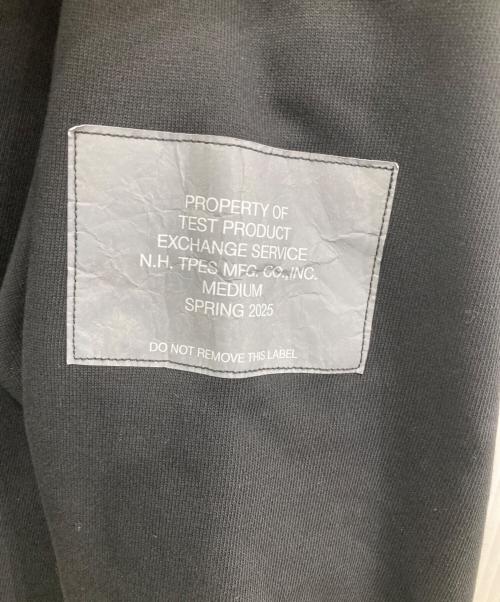 PROPERTY OF
TEST PRODUCT
EXCHANGE SERVICE
N.H. TPES MFG. CO.,INC.
MEDIUM
SPRING 2025
DO NOT REMOVE THIS LABEL